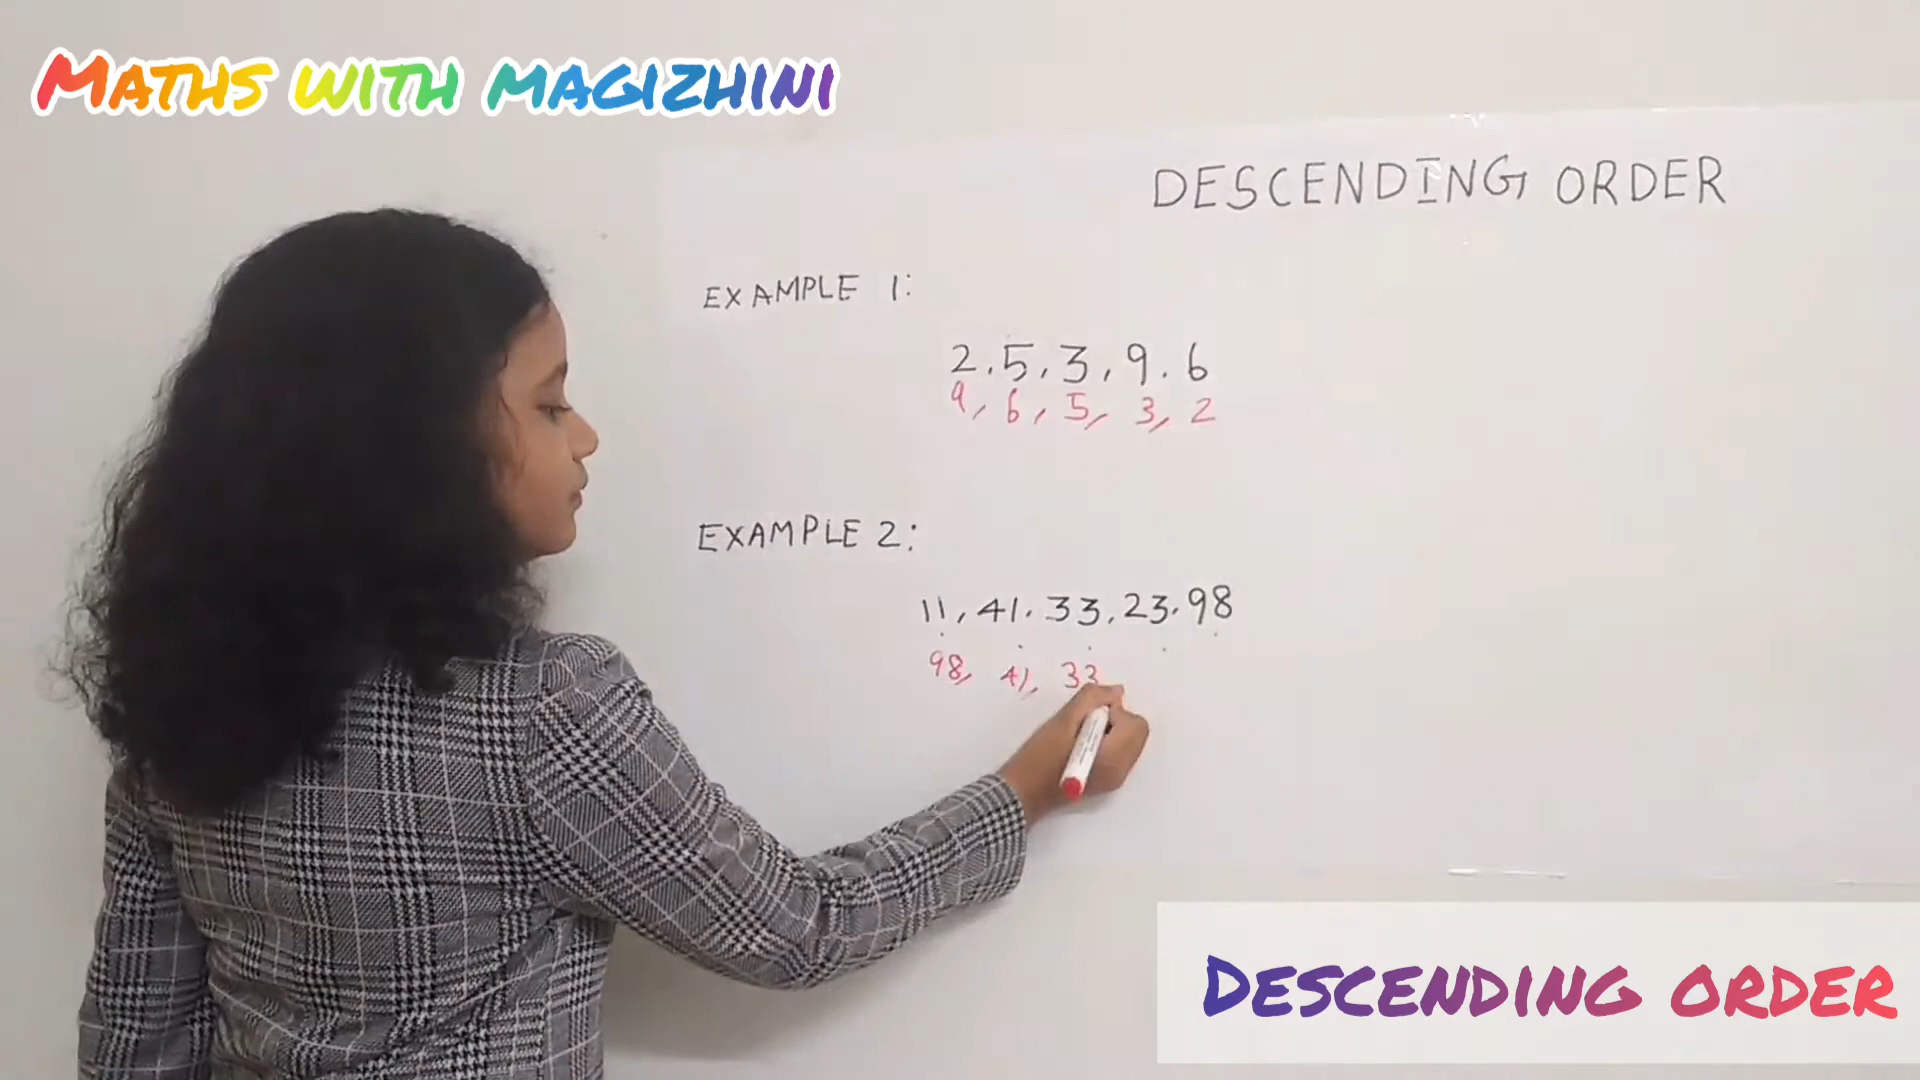 MATHS WITH MAGIZHINI
DESCENDING ORDER
EXAMPLE 1:
2,5,3,9.6
9, 6, 5, 3, 2
EXAMPLE 2:
11,41.33,23.98
98, 41, 33
DESCENDING ORDER